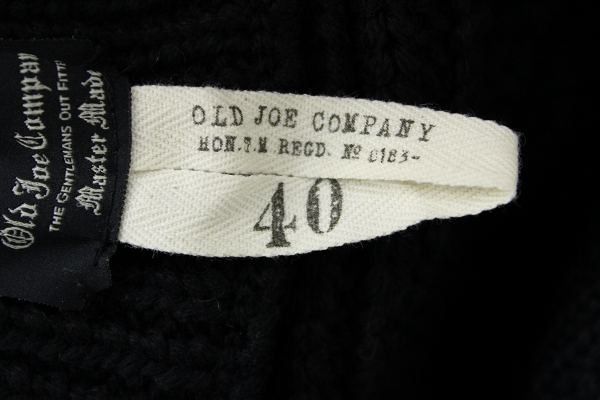 Old Joe Company
THE GENTLEMANS OUT FITT
Master Made
OLD JOE COMPANY
HON.T.M REGD. No 0183-
40